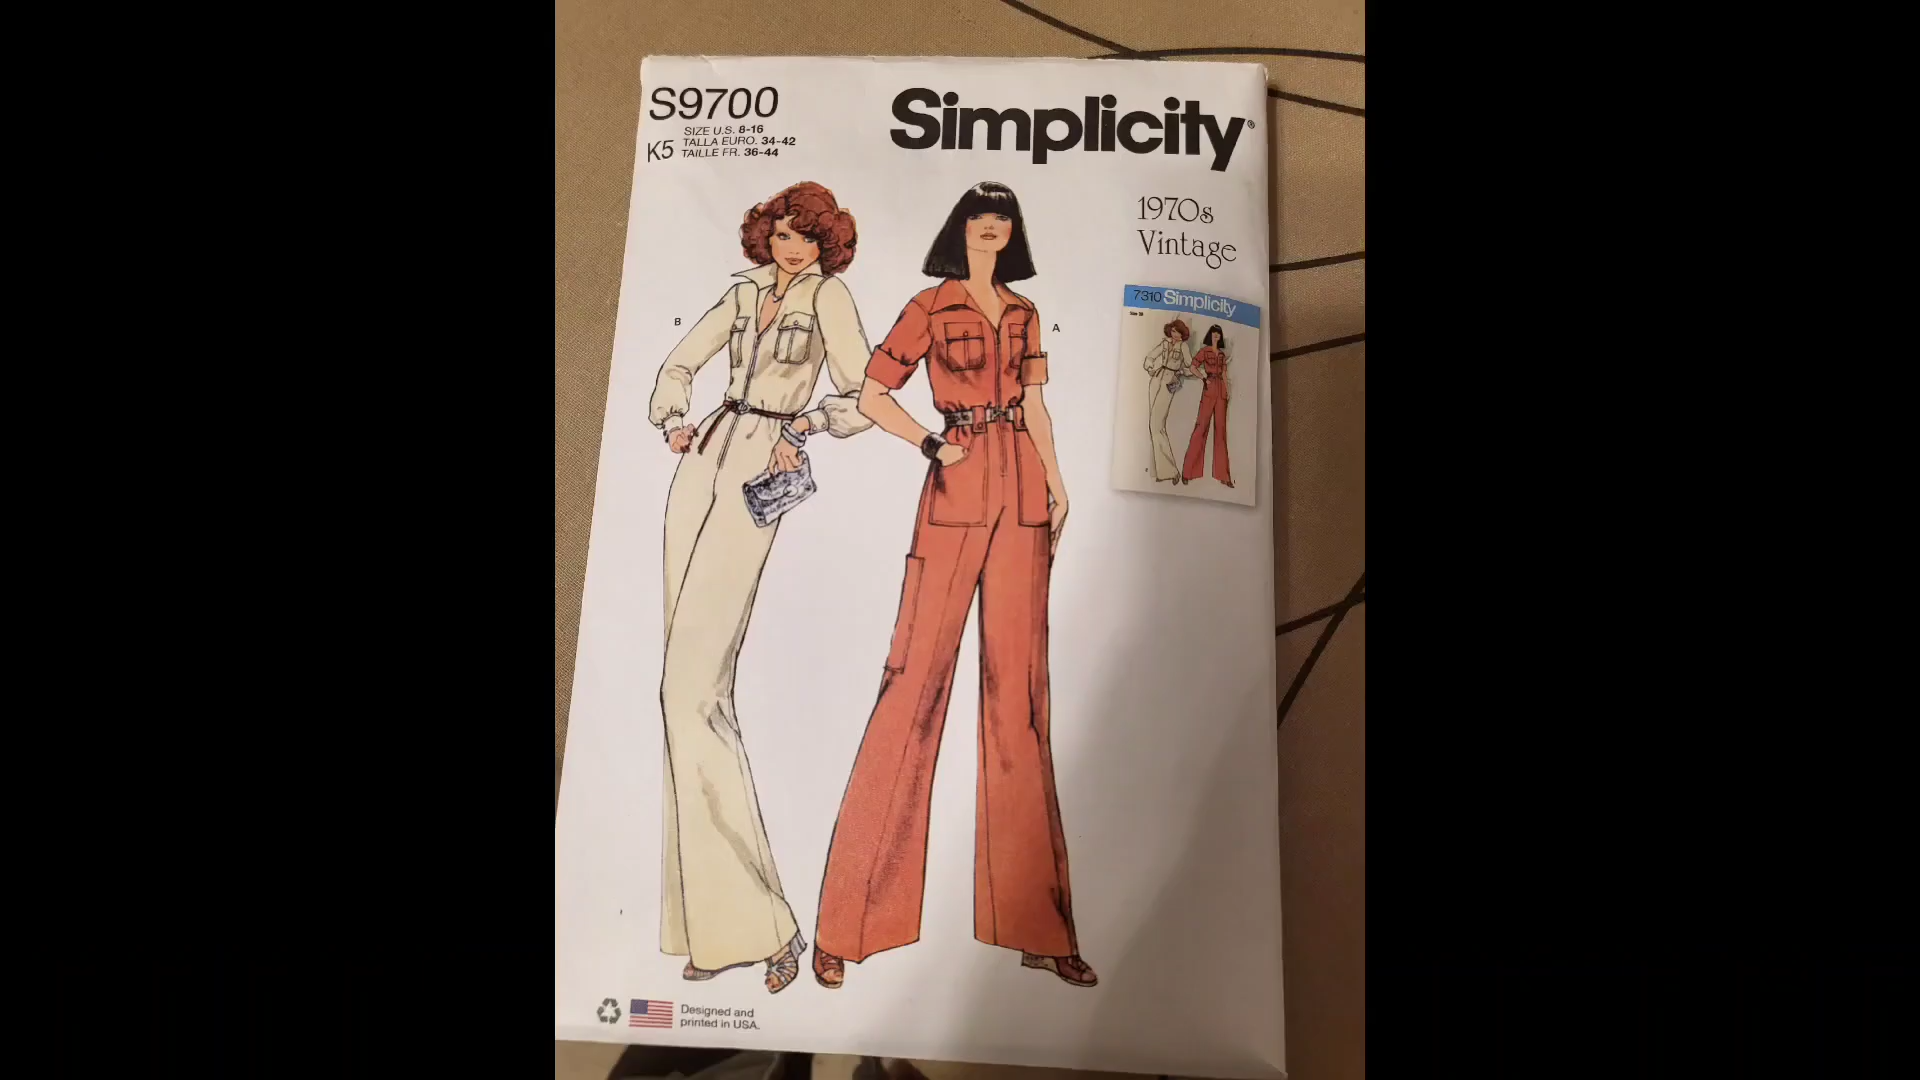 S9700
SIZE U.S. 8-16
TALLA EURO. 34-42
K5 TAILLE FR. 36-44
Simplicity®
1970s
Vintage
7310 Simplicity
B
A
Designed and
printed in USA.